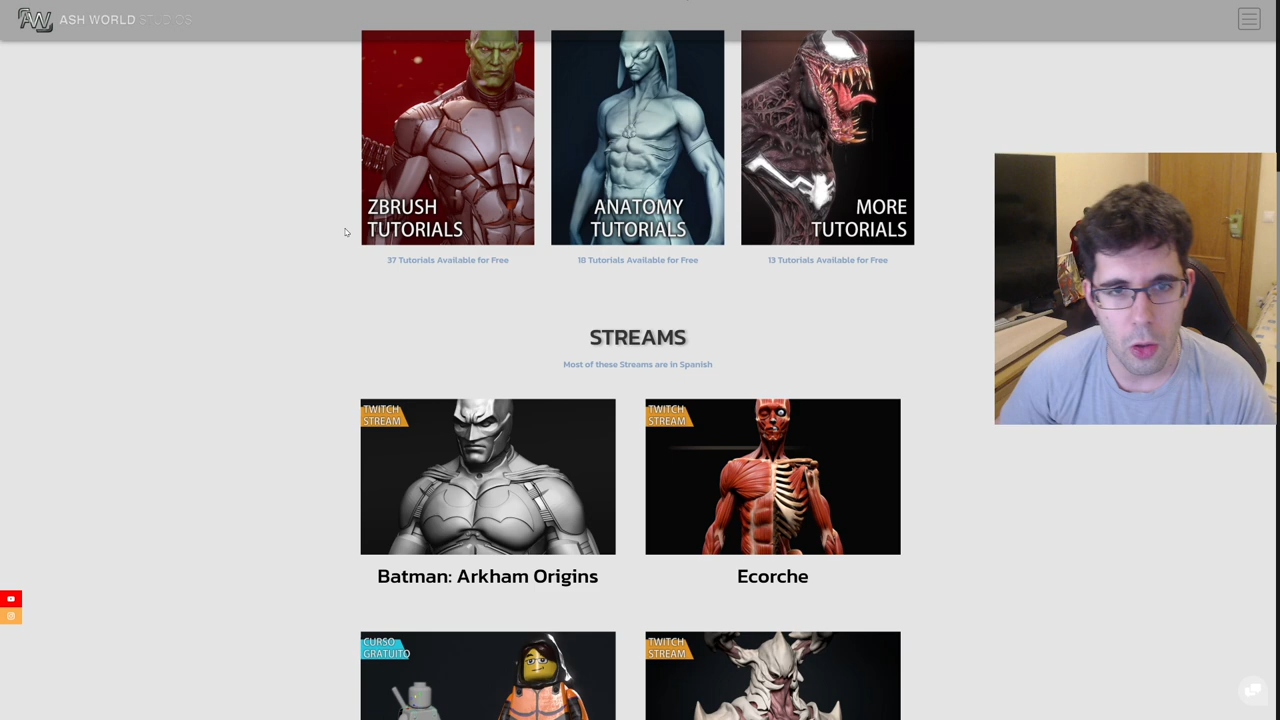 AW ASH WORLD STUDIOS
ZBRUSH
TUTORIALS
ANATOMY
TUTORIALS
MORE
TUTORIALS
37 Tutorials Available for Free
18 Tutorials Available for Free
13 Tutorials Available for Free
STREAMS
Most of these Streams are in Spanish
TWITCH
STREAM
TWITCH
STREAM
Batman: Arkham Origins
Ecorche
CURSO
GRATUITO
TWITCH
STREAM